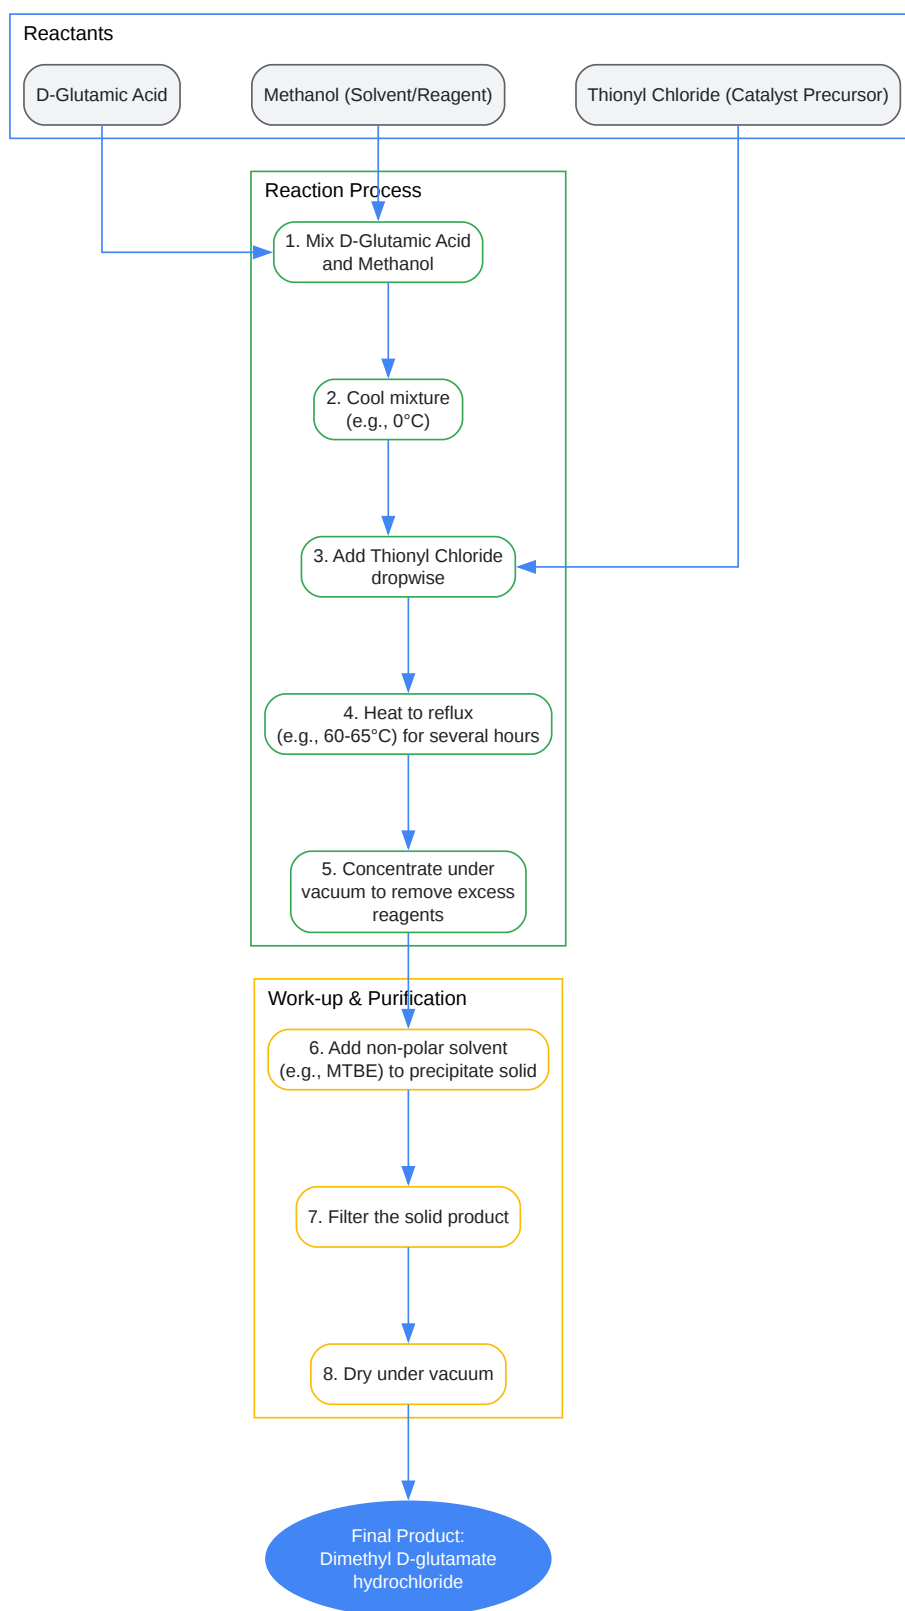 Reactants
D-Glutamic Acid
Methanol (Solvent/Reagent)
Thionyl Chloride (Catalyst Precursor)
Reaction Process
1. Mix D-Glutamic Acid
and Methanol
2. Cool mixture
(e.g., 0°C)
3. Add Thionyl Chloride
dropwise
4. Heat to reflux
(e.g., 60-65°C) for several hours
5. Concentrate under
vacuum to remove excess
reagents
Work-up & Purification
6. Add non-polar solvent
(e.g., MTBE) to precipitate solid
7. Filter the solid product
8. Dry under vacuum
Final Product:
Dimethyl D-glutamate
hydrochloride